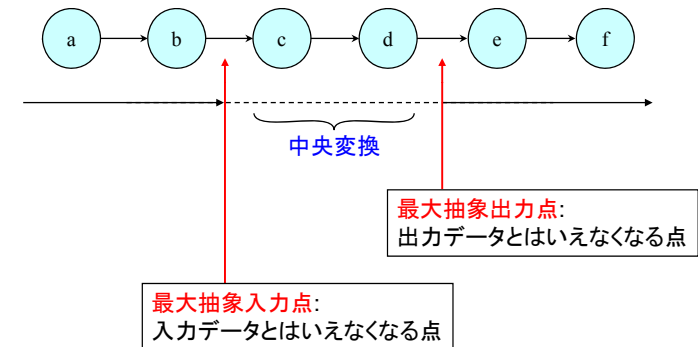 a b c d e f
中央変換
最大抽象出力点:
出力データとはいえなくなる点
最大抽象入力点:
入力データとはいえなくなる点